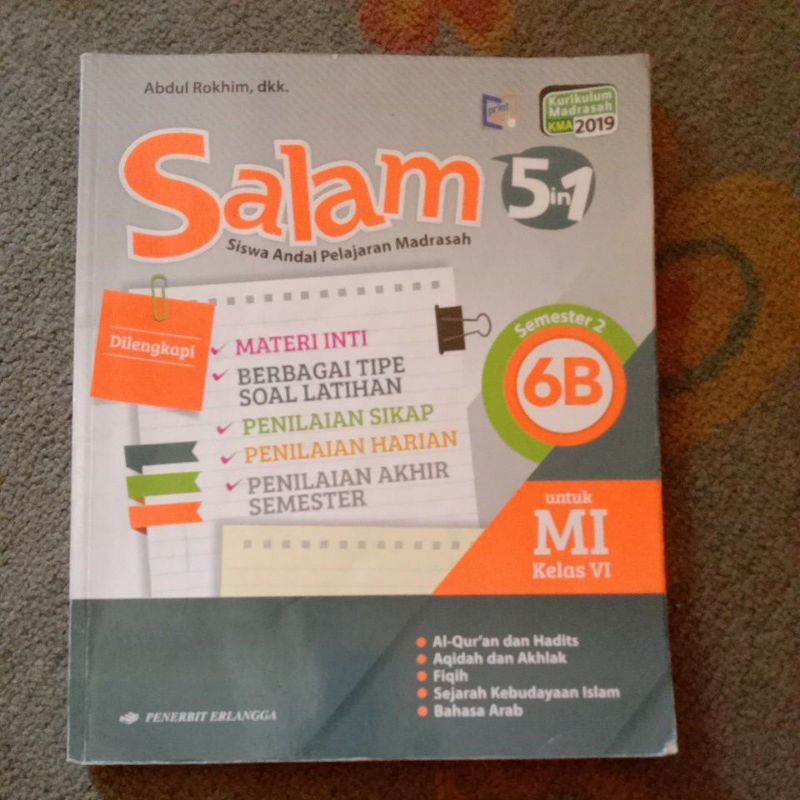 Abdul Rokhim, dkk.
print
Kurikulum
Madrasah
KMA 2019
Salam
5in1
Siswa Andal Pelajaran Madrasah
Dilengkapi
MATERI INTI
BERBAGAI TIPE
SOAL LATIHAN
PENILAIAN SIKAP
PENILAIAN HARIAN
PENILAIAN AKHIR
SEMESTER
Semester 2
6B
untuk
MI
Kelas VI
Al-Qur'an dan Hadits
Aqidah dan Akhlak
Fiqih
Sejarah Kebudayaan Islam
Bahasa Arab
PENERBIT ERLANGGA